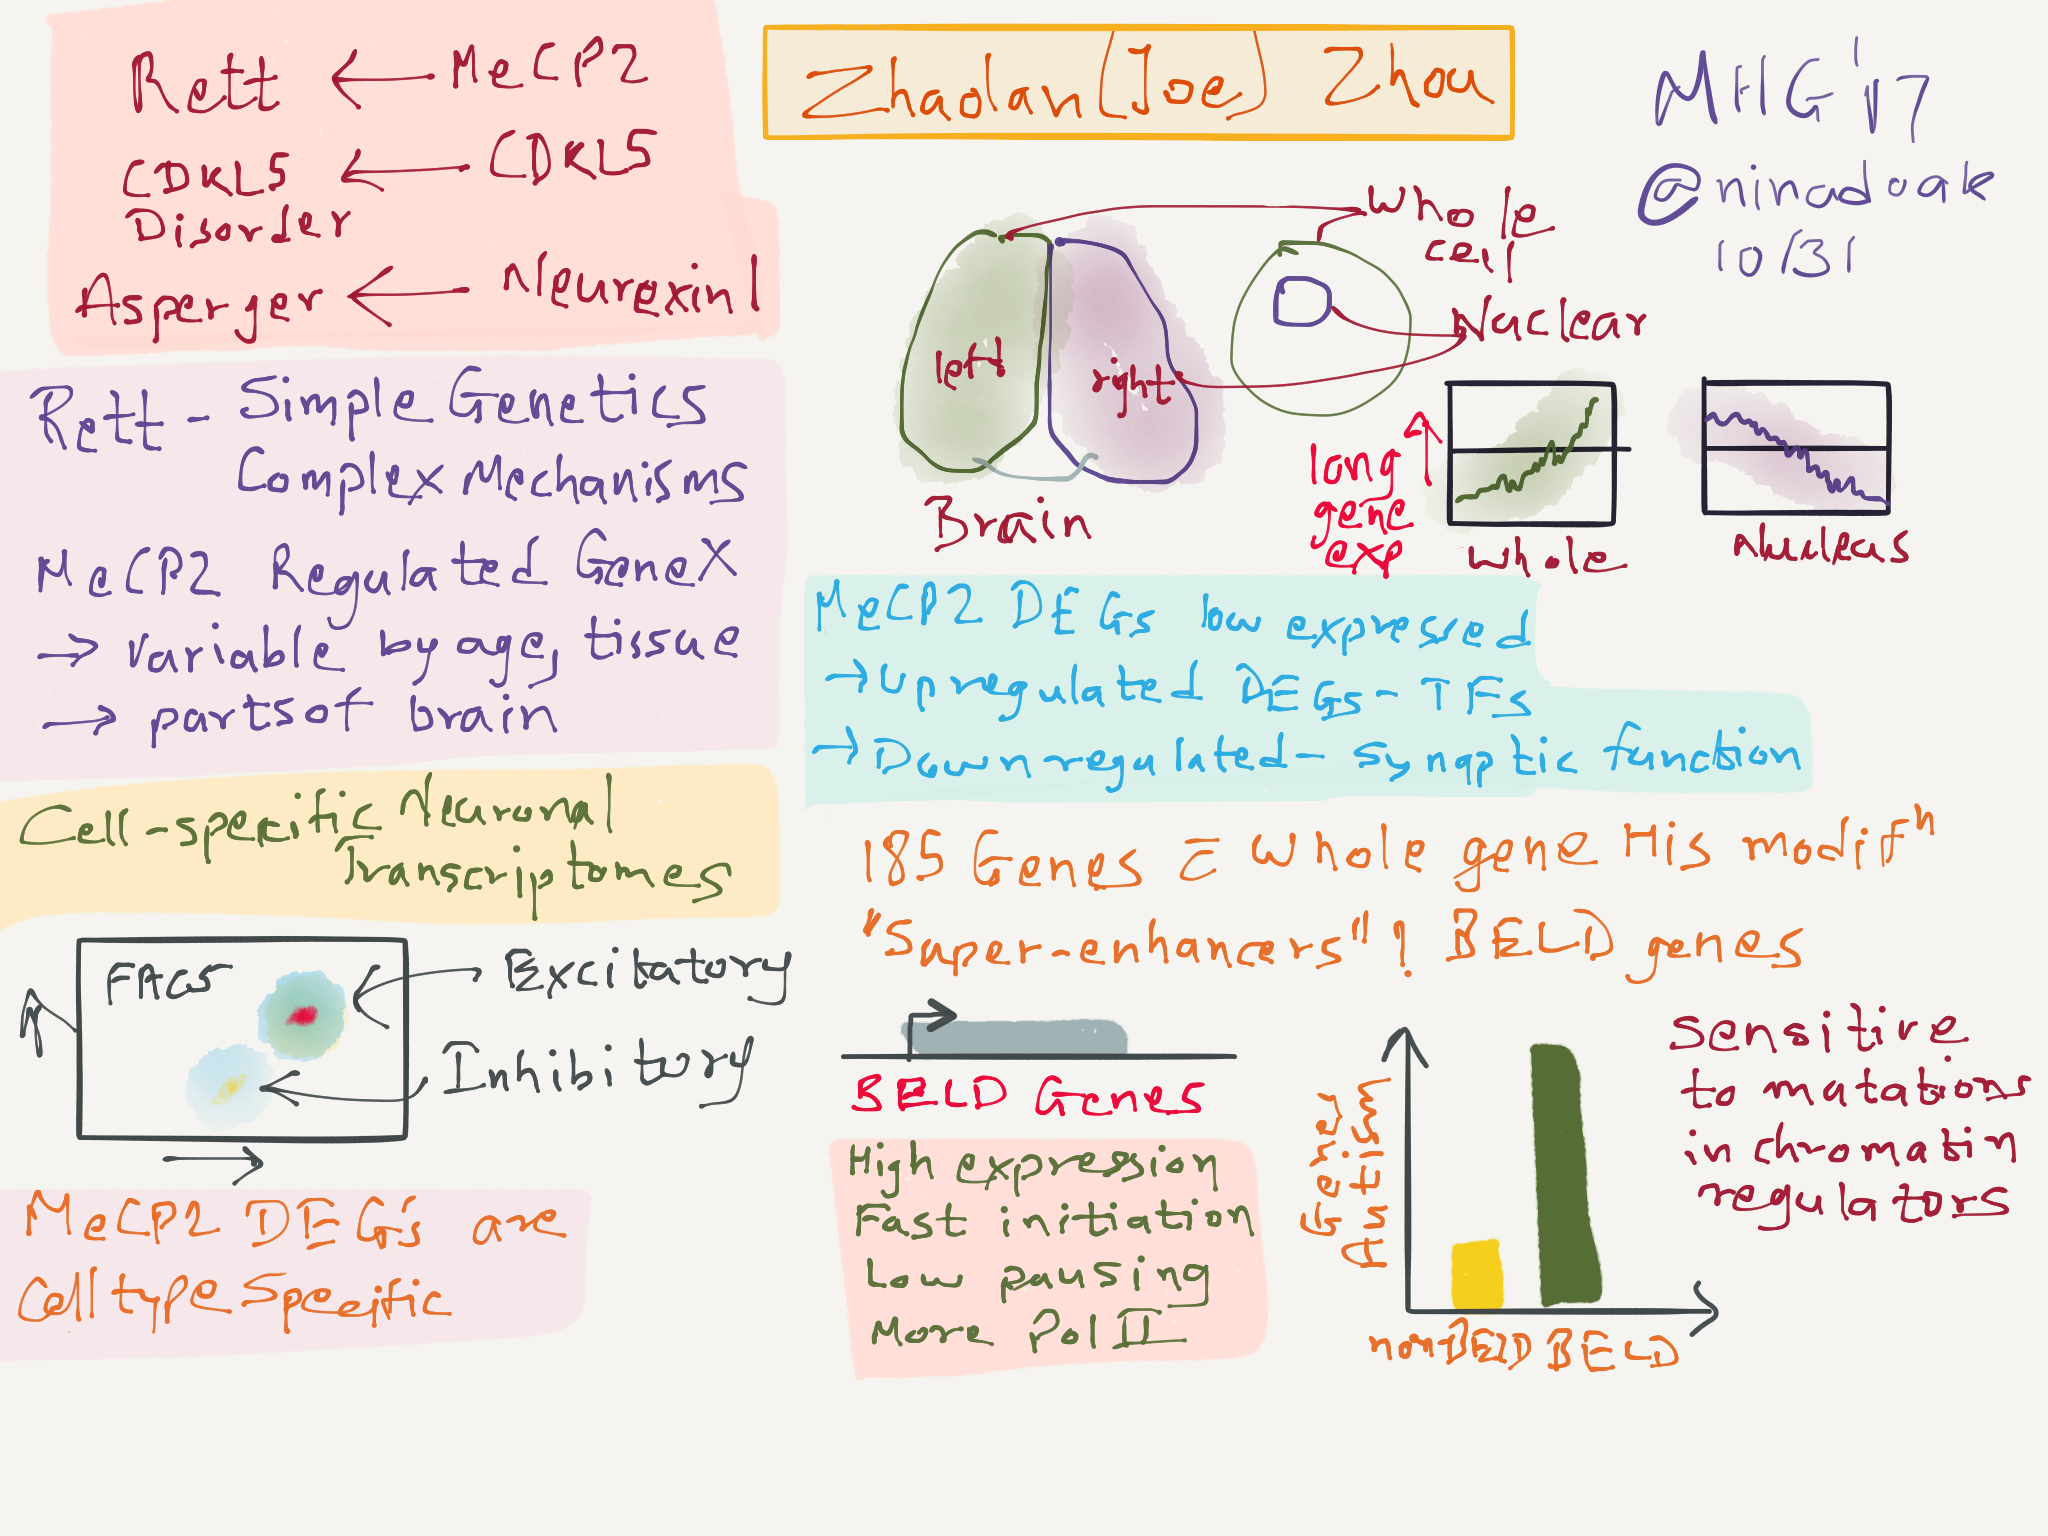 Zhaolan (Joe) Zhou
MHG '17
@ninadoak
10/31
Rett ← MeCP2
CDKL5 ← CDKL5
Disorder
Asperger ← Neurexin1
Rett - Simple Genetics
Complex Mechanisms
MeCP2 Regulated GeneX
→ variable by age, tissue
→ parts of brain
Cell-specific Neuronal
Transcriptomes
FACS
Excitatory
Inhibitory
MeCP2 DEGs are
Cell type Specific
Whole
cell
Nuclear
left
right
Brain
long
gene
exp
Whole
Nucleus
MeCP2 DEGs low expressed
→ Upregulated DEGs - TFs
→ Downregulated - Synaptic function
185 Genes c̄ Whole gene His modifⁿ
"Super-enhancers"? BELD genes
BELD Genes
High expression
Fast initiation
Low pausing
More Pol II
Genes
Autism
nonBELD BELD
Sensitive
to mutations
in chromatin
regulators